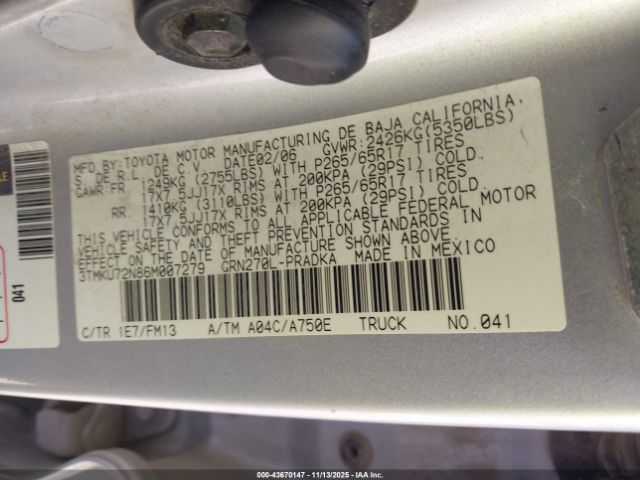 MFD.BY:TOYOTA MOTOR MANUFACTURING DE BAJA CALIFORNIA,
S. DE R.L. DE C.V. DATE02/06 GVWR:2426KG(5350LBS)
GAWR:FR. 1249KG (2755LBS) WITH P265/65R17 TIRES
17X7.5JJ17X RIMS AT 200KPA (29PSI) COLD.
RR. 1410KG (3110LBS) WITH P265/65R17 TIRES
17X7.5JJ17X RIMS AT 200KPA (29PSI) COLD.
THIS VEHICLE CONFORMS TO ALL APPLICABLE FEDERAL MOTOR
VEHICLE SAFETY AND THEFT PREVENTION STANDARDS IN
EFFECT ON THE DATE OF MANUFACTURE SHOWN ABOVE.
3TMKU72N86M007279 GRN270L-PRADKA MADE IN MEXICO
C/TR 1E7/FM13 A/TM A04C/A750E TRUCK NO.041
041
000-43670147 — 11/13/2025 — IAAI.COM